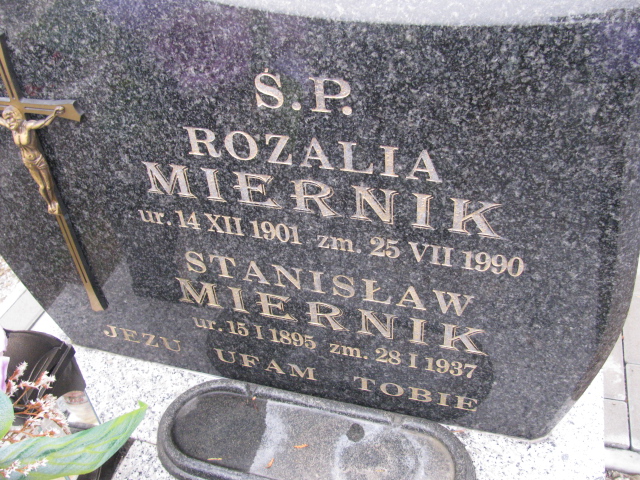 Ś.P.
ROZALIA
MIERNIK
ur. 14 XII 1901 zm. 25 VII 1990
STANISŁAW
MIERNIK
ur. 15 I 1895 zm. 28 I 1937
JEZU UFAM TOBIE